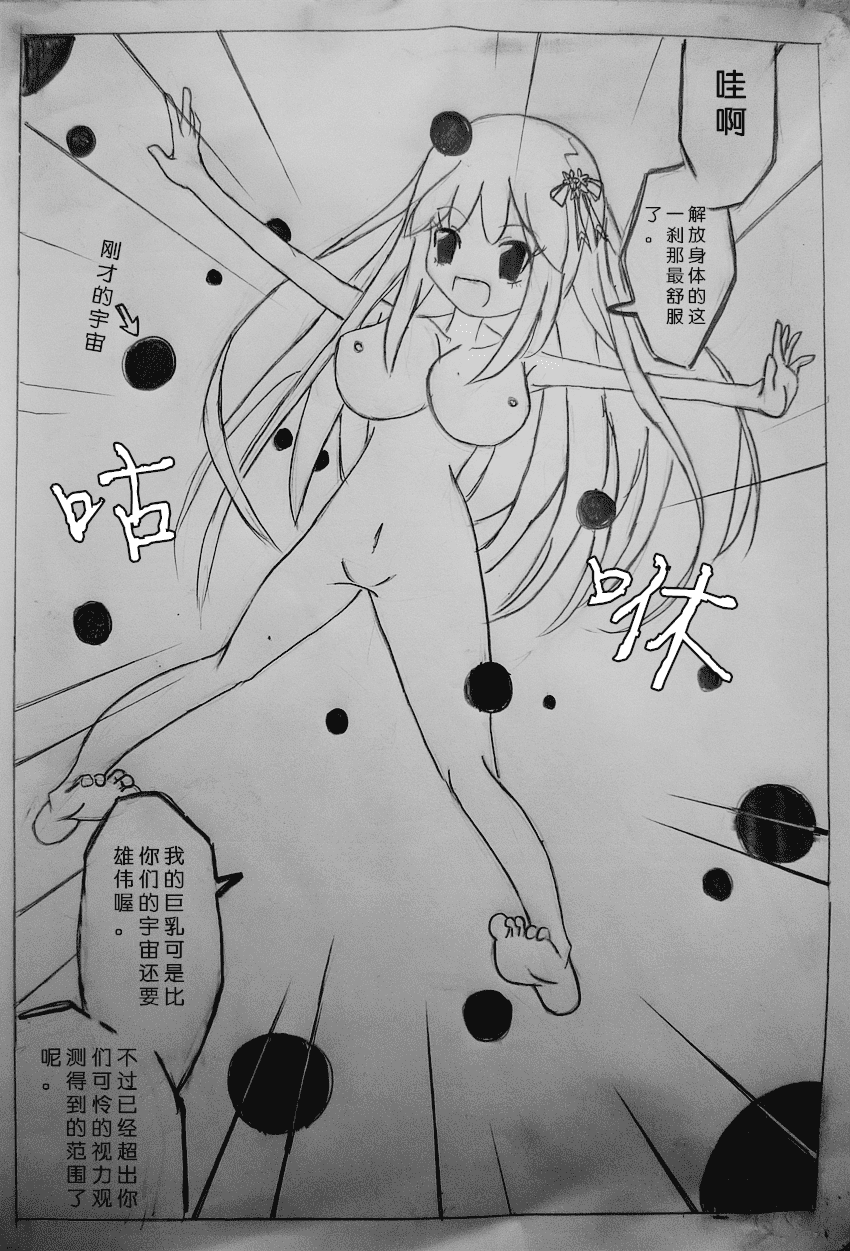 哇啊
解放身体的这
一刹那最舒服
了。
刚才的宇宙
咕
咻
我的巨乳可是比
你们的宇宙还要
雄伟喔。
不过已经超出你
们可怜的视力观
测得到的范围了
呢。